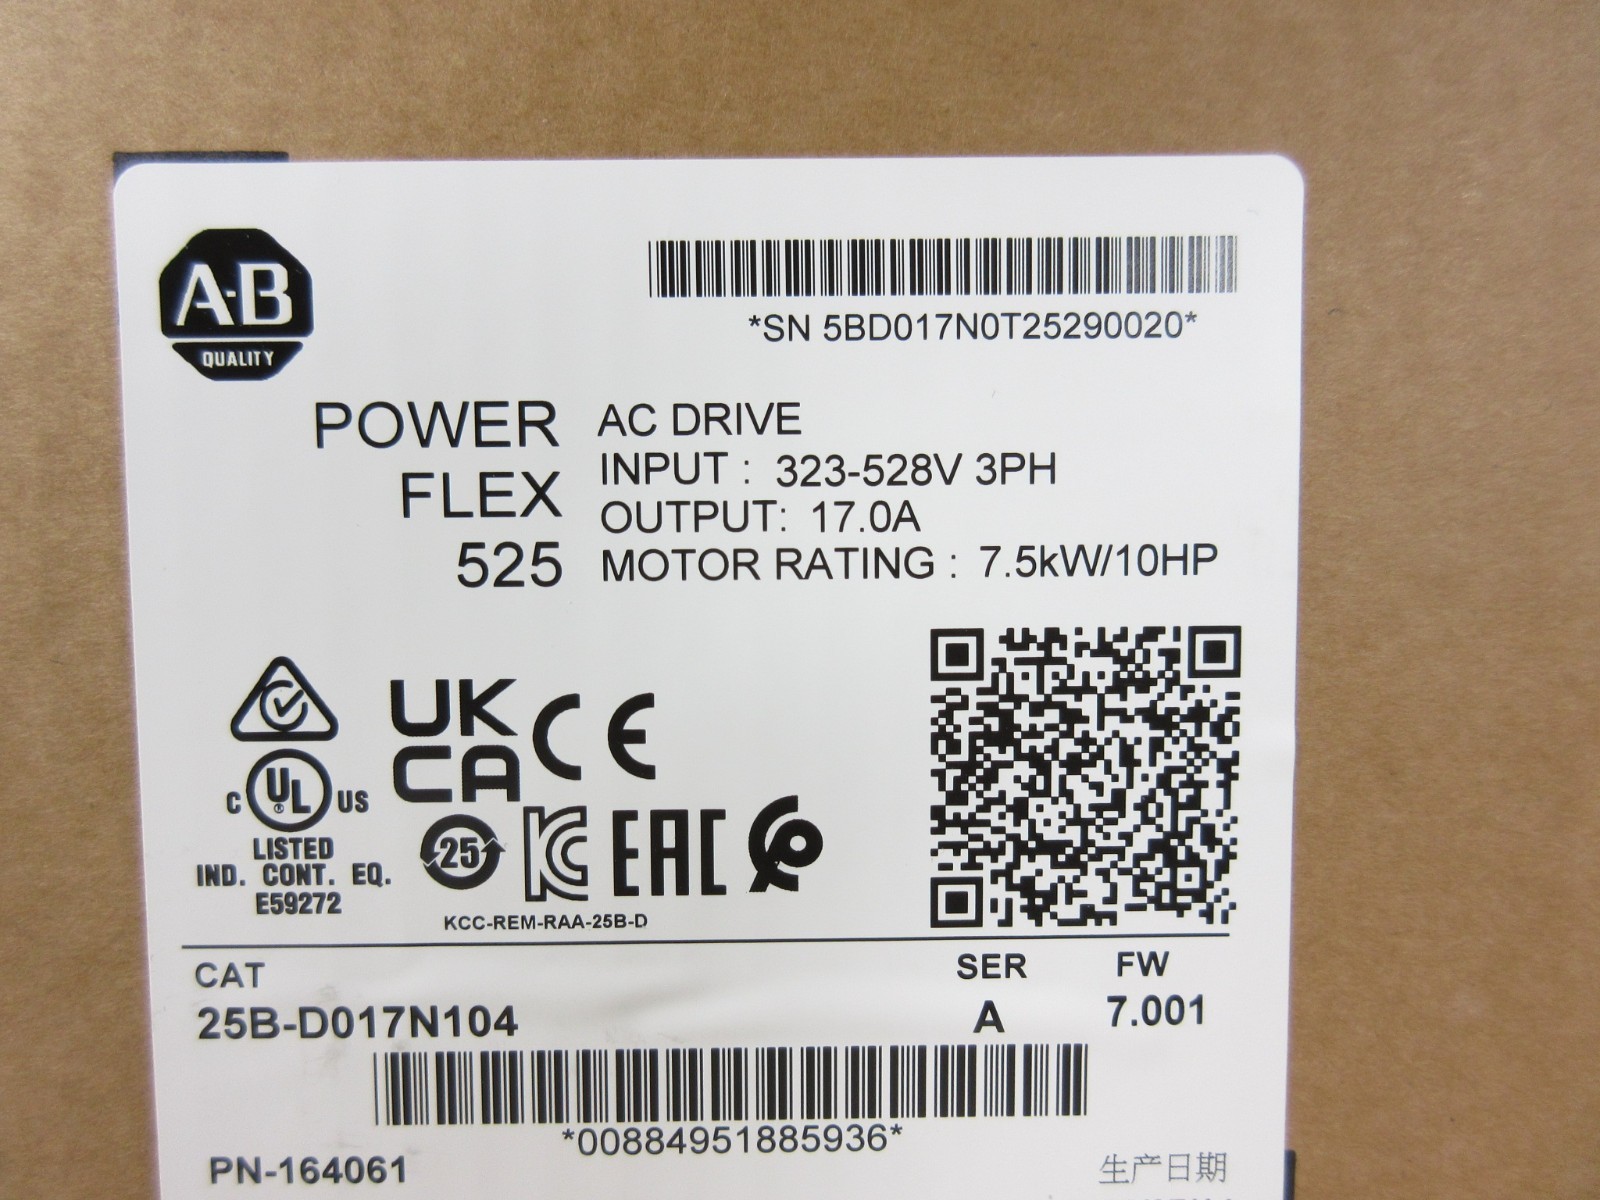 A-B
QUALITY
*SN 5BD017N0T25290020*
POWER
FLEX
525
AC DRIVE
INPUT : 323-528V 3PH
OUTPUT: 17.0A
MOTOR RATING : 7.5kW/10HP
UK
CA
CE
C UL US
®
LISTED
IND. CONT. EQ.
E59272
25
KC
EAC
KCC-REM-RAA-25B-D
CAT
25B-D017N104
SER
A
FW
7.001
*00884951885936*
PN-164061
生产日期